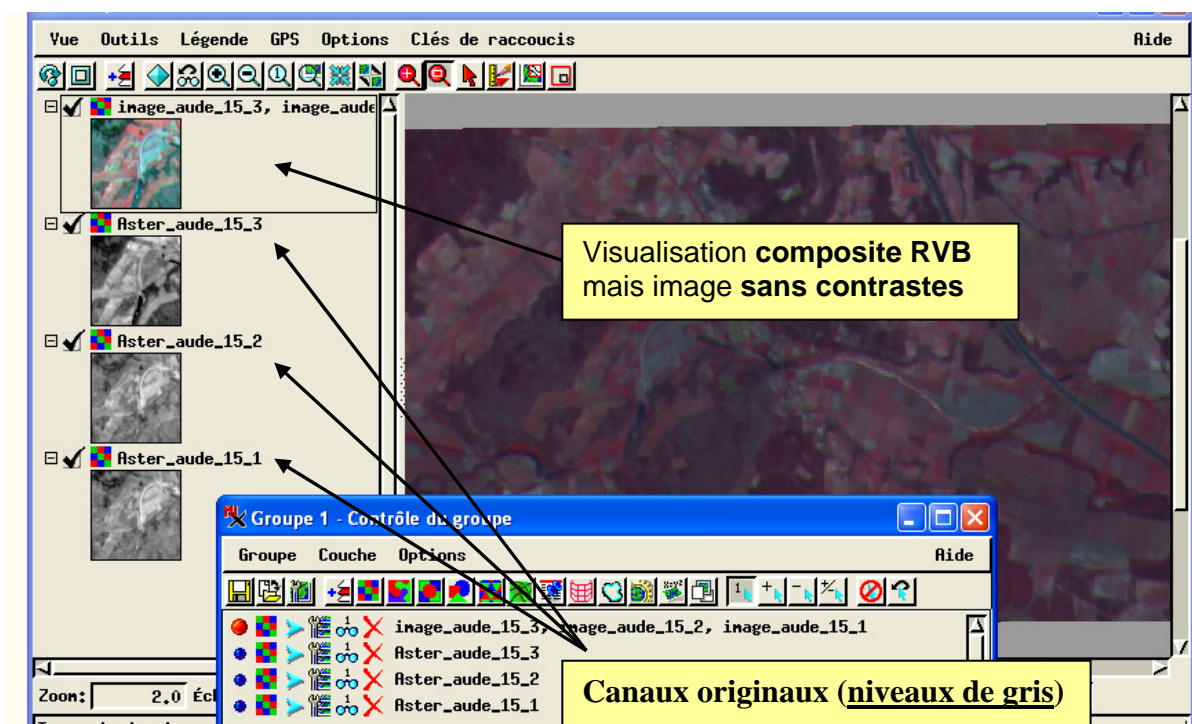 Vue Outils Légende GPS Options Clés de raccoucis Aide
image_aude_15_3, image_aude
Aster_aude_15_3
Aster_aude_15_2
Aster_aude_15_1
Visualisation composite RVB
mais image sans contrastes
Groupe 1 - Contrôle du groupe
Groupe Couche Options Aide
image_aude_15_3, image_aude_15_2, image_aude_15_1
Aster_aude_15_3
Aster_aude_15_2
Aster_aude_15_1
Zoom: 2.0
Canaux originaux (niveaux de gris)